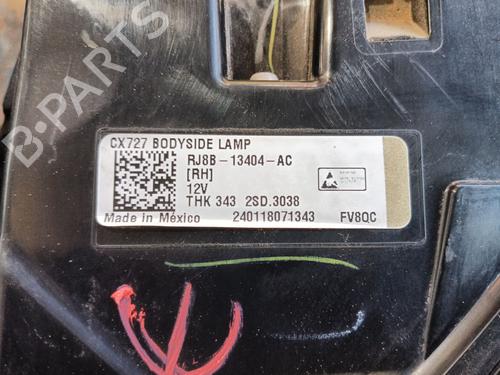 CX727 BODYSIDE LAMP
RJ8B-13404-AC
[RH]
12V
THK 343 2SD.3038
Made in México 240118071343 FV8QC
B-PARTS